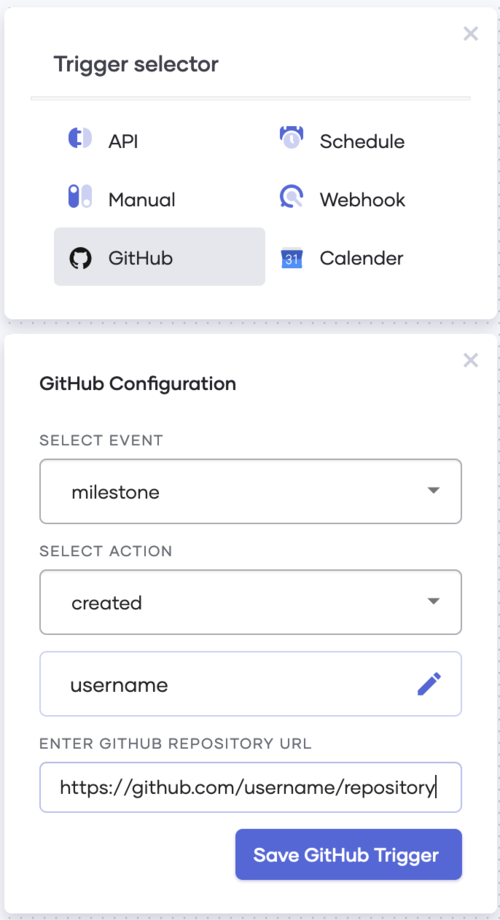 Trigger selector
API
Schedule
Manual
Webhook
GitHub
31
Calender
GitHub Configuration
SELECT EVENT
milestone
SELECT ACTION
created
username
ENTER GITHUB REPOSITORY URL
https://github.com/username/repository
Save GitHub Trigger